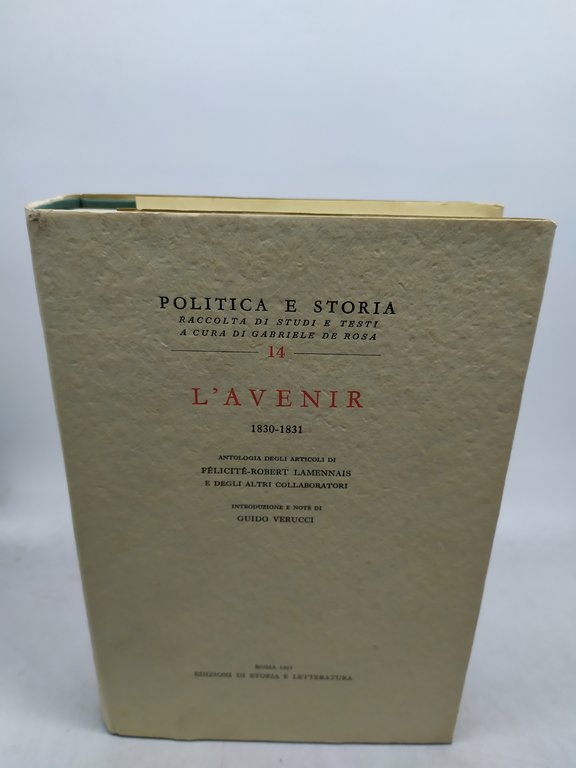 POLITICA E STORIA
RACCOLTA DI STUDI E TESTI
A CURA DI GABRIELE DE ROSA
14
L'AVENIR
1830-1831
ANTOLOGIA DEGLI ARTICOLI DI
FÉLICITÉ-ROBERT LAMENNAIS
E DEGLI ALTRI COLLABORATORI
INTRODUZIONE E NOTE DI
GUIDO VERUCCI
ROMA 1967
EDIZIONI DI STORIA E LETTERATURA